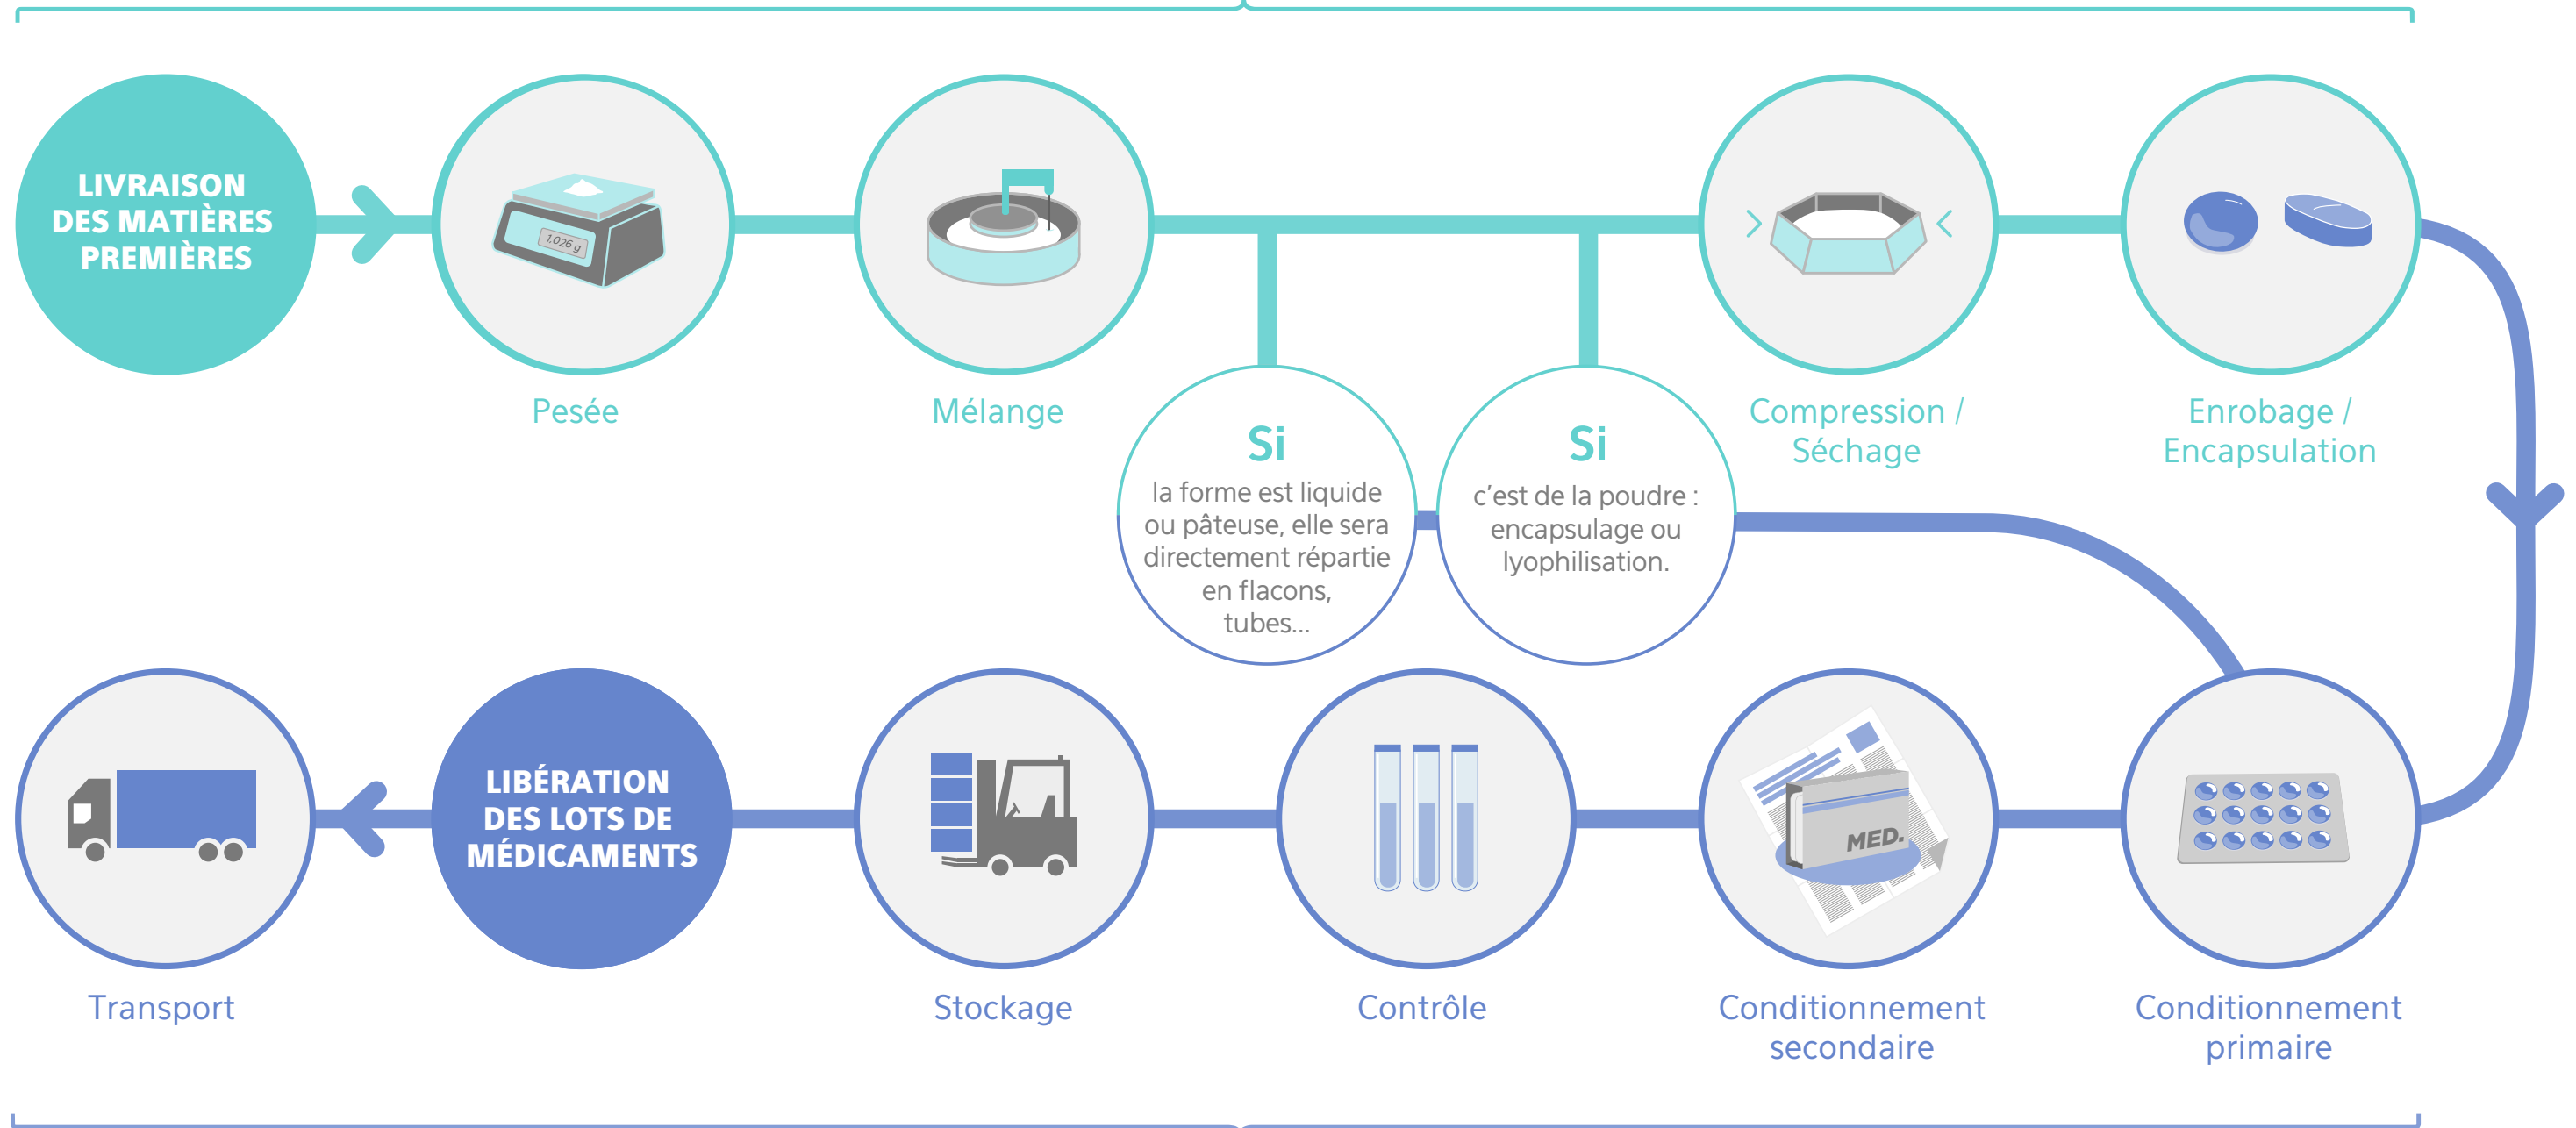 LIVRAISON
DES MATIÈRES
PREMIÈRES
1,026 g
Pesée
Mélange
Compression /
Séchage
Enrobage /
Encapsulation
Si
la forme est liquide
ou pâteuse, elle sera
directement répartie
en flacons,
tubes...
Si
c'est de la poudre :
encapsulage ou
lyophilisation.
LIBÉRATION
DES LOTS DE
MÉDICAMENTS
MED.
Transport
Stockage
Contrôle
Conditionnement
secondaire
Conditionnement
primaire